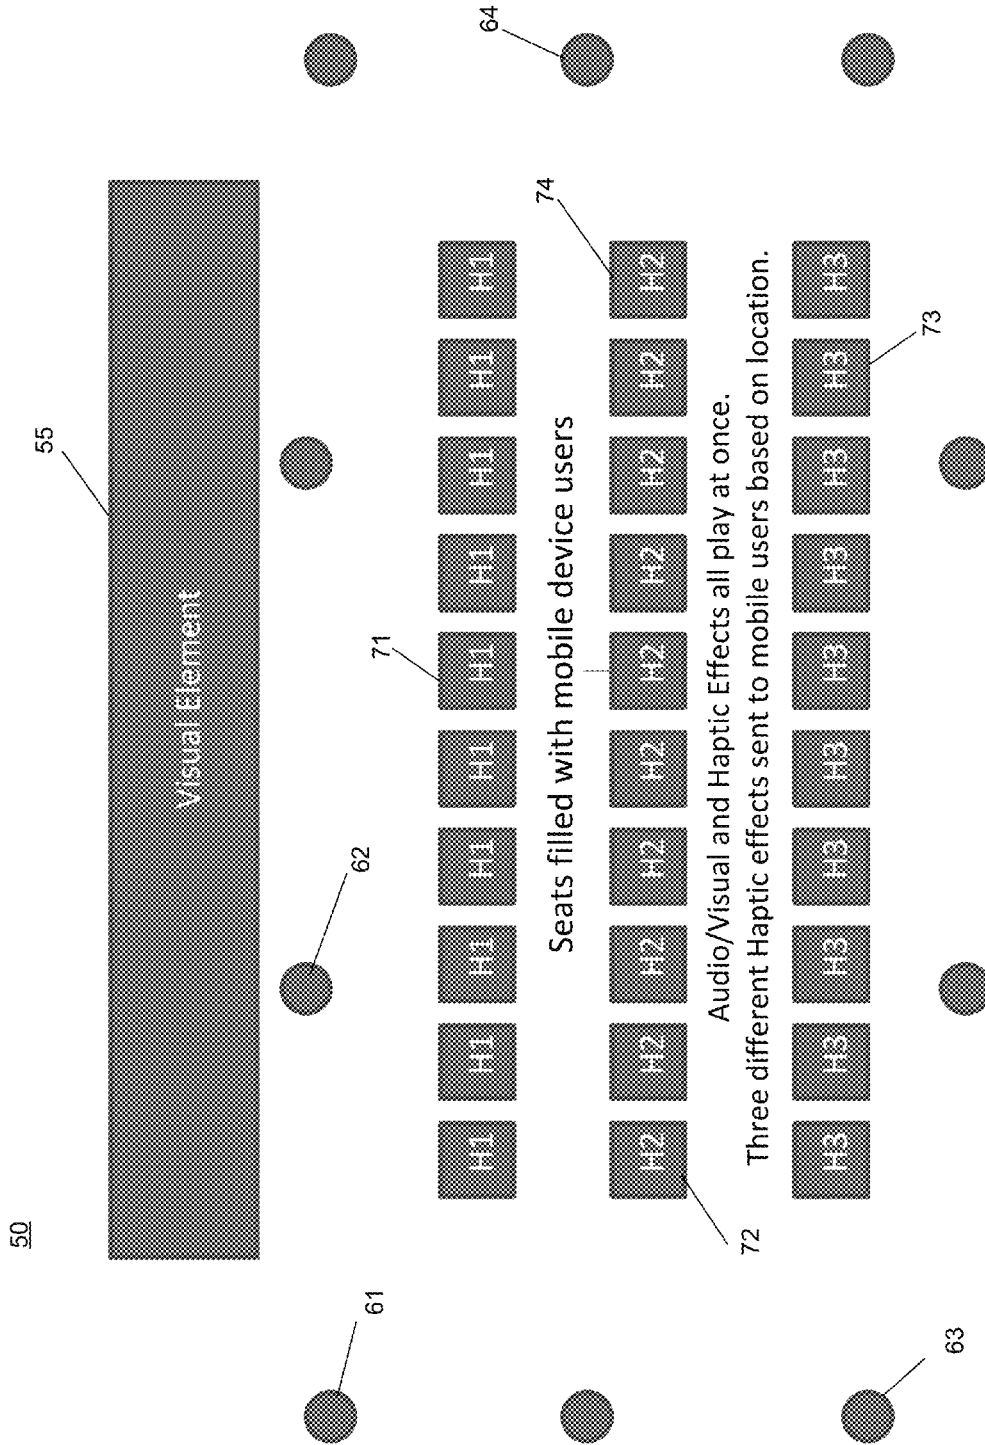 50
55
Visual Element
61
62
64
71
H1 H1 H1 H1 H1 H1 H1 H1 H1 H1
Seats filled with mobile device users
74
H2 H2 H2 H2 H2 H2 H2 H2 H2 H2
72
Audio/Visual and Haptic Effects all play at once.
Three different Haptic effects sent to mobile users based on location.
H3 H3 H3 H3 H3 H3 H3 H3 H3 H3
73
63